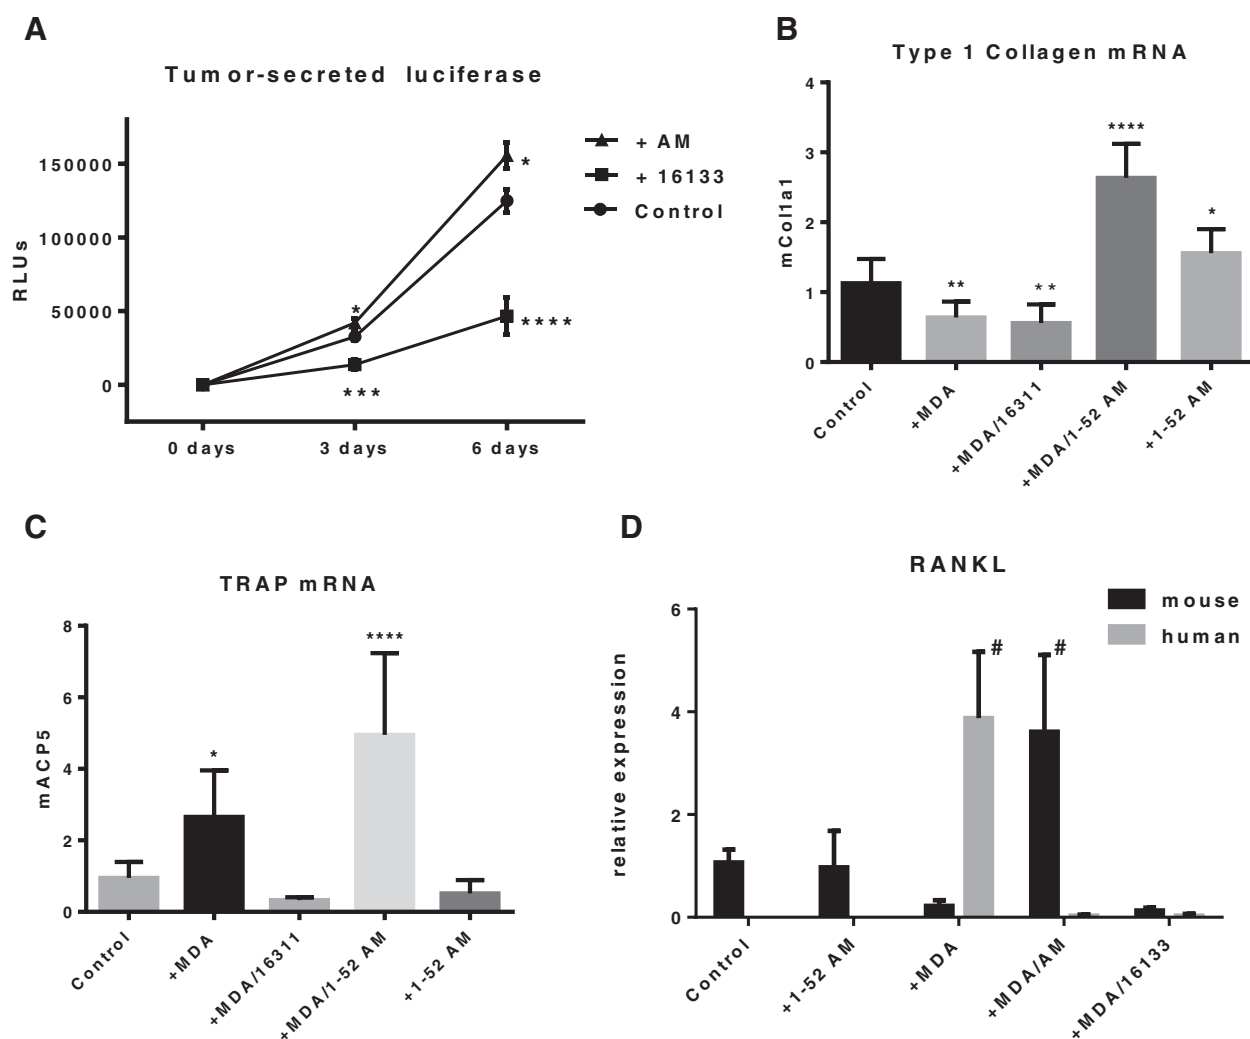 A
Tumor-secreted luciferase
RLUs
150000
100000
50000
0
*
***
*
****
0 days
3 days
6 days
+ AM
+ 16133
Control
B
Type 1 Collagen mRNA
mCol1a1
4
3
2
1
0
**
**
****
*
Control
+MDA
+MDA/16311
+MDA/1-52 AM
+1-52 AM
C
TRAP mRNA
mACP5
8
6
4
2
0
*
****
Control
+MDA
+MDA/16311
+MDA/1-52 AM
+1-52 AM
D
RANKL
relative expression
6
4
2
0
#
#
mouse
human
Control
+1-52 AM
+MDA
+MDA/AM
+MDA/16133